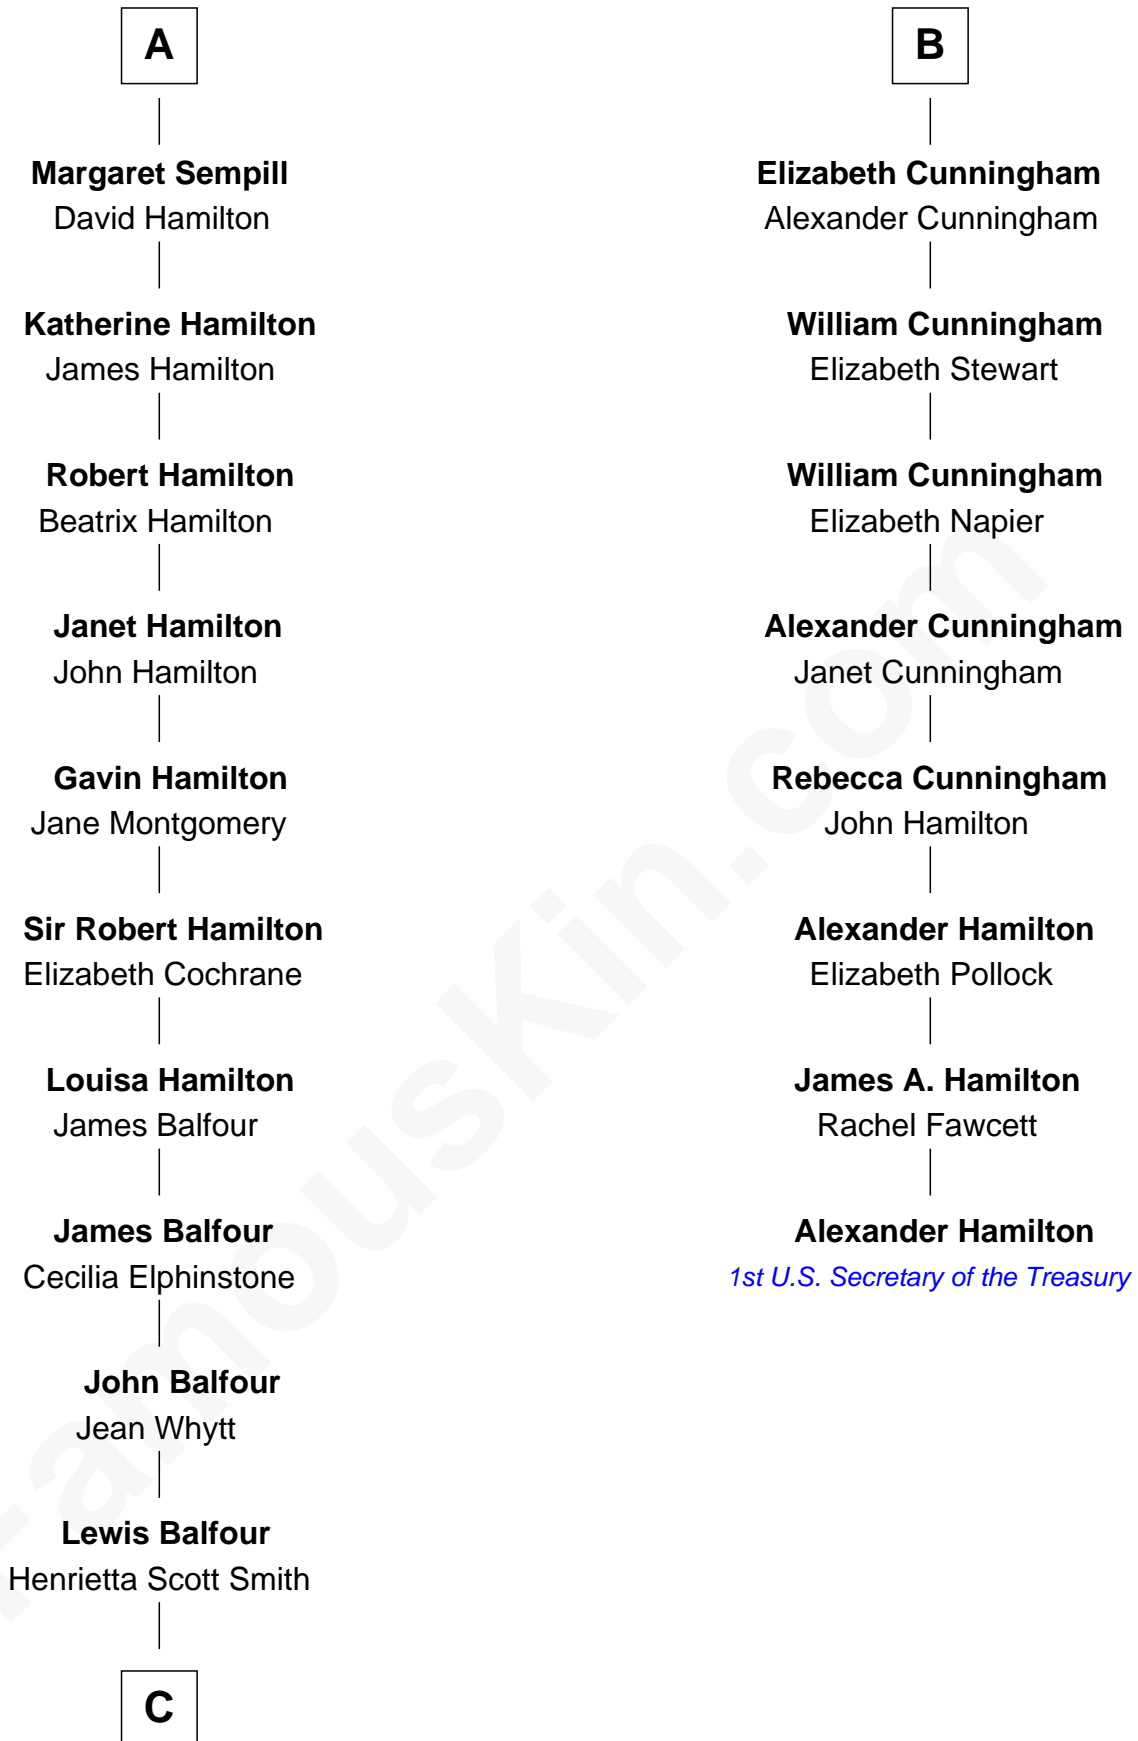 A
Margaret Sempill
David Hamilton
Katherine Hamilton
James Hamilton
Robert Hamilton
Beatrix Hamilton
Janet Hamilton
John Hamilton
Gavin Hamilton
Jane Montgomery
Sir Robert Hamilton
Elizabeth Cochrane
Louisa Hamilton
James Balfour
James Balfour
Cecilia Elphinstone
John Balfour
Jean Whytt
Lewis Balfour
Henrietta Scott Smith
C
B
Elizabeth Cunningham
Alexander Cunningham
William Cunningham
Elizabeth Stewart
William Cunningham
Elizabeth Napier
Alexander Cunningham
Janet Cunningham
Rebecca Cunningham
John Hamilton
Alexander Hamilton
Elizabeth Pollock
James A. Hamilton
Rachel Fawcett
Alexander Hamilton
1st U.S. Secretary of the Treasury
FamousKin.com